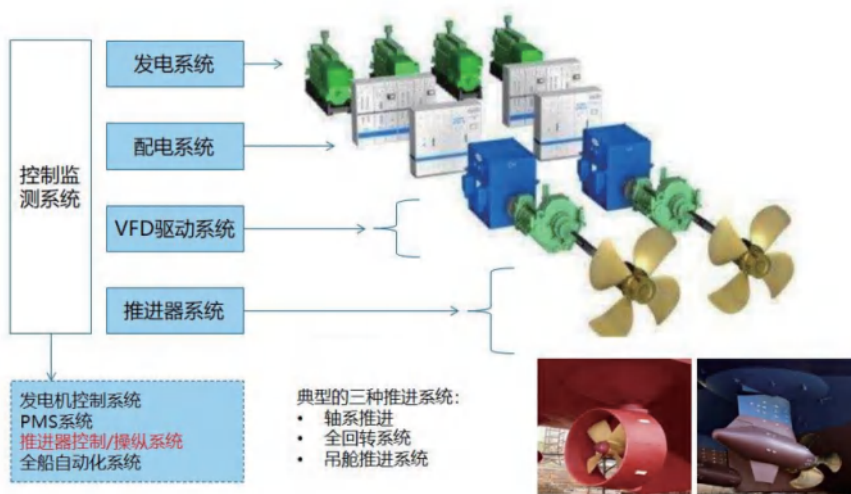 发电系统
配电系统
控制监
测系统
VFD驱动系统
推进器系统
发电机控制系统
PMS系统
推进器控制/操纵系统
全船自动化系统
典型的三种推进系统：
• 轴系推进
• 全回转系统
• 吊舱推进系统